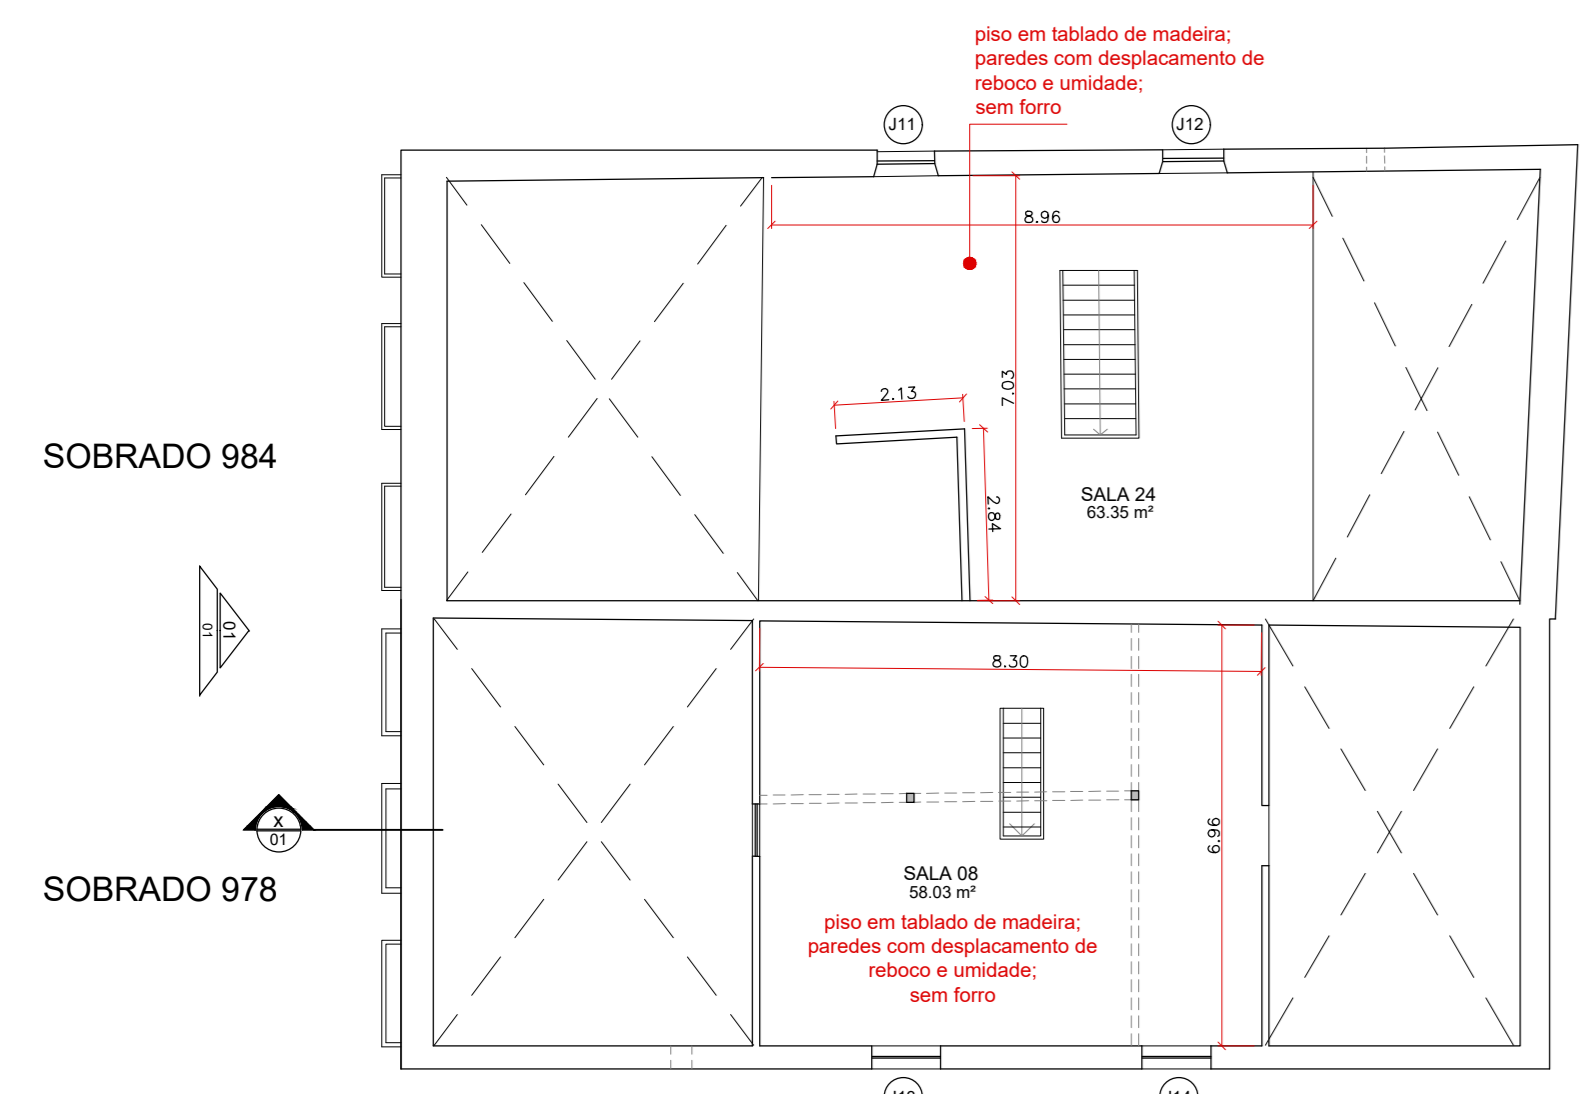 piso em tablado de madeira;
paredes com desplacamento de
reboco e umidade;
sem forro
J11
J12
8.96
7.03
2.13
2.84
SOBRADO 984
SALA 24
63.35 m²
01
01
8.30
6.96
X
01
SOBRADO 978
SALA 08
58.03 m²
piso em tablado de madeira;
paredes com desplacamento de
reboco e umidade;
sem forro
J14